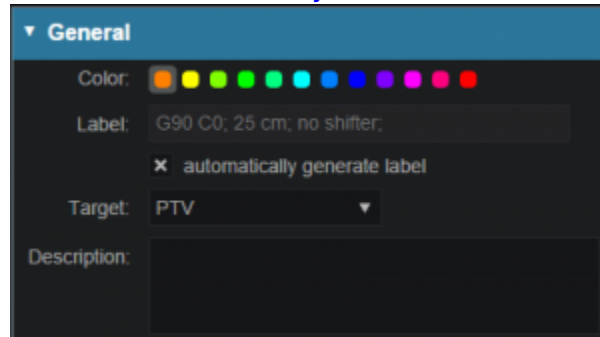 General
Color:
Label: G90 C0; 25 cm; no shifter;
automatically generate label
Target: PTV
Description: